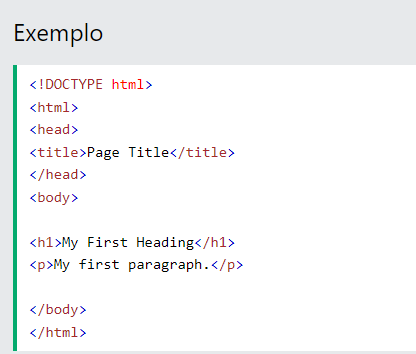 Exemplo
<!DOCTYPE html>
<html>
<head>
<title>Page Title</title>
</head>
<body>
<h1>My First Heading</h1>
<p>My first paragraph.</p>
</body>
</html>